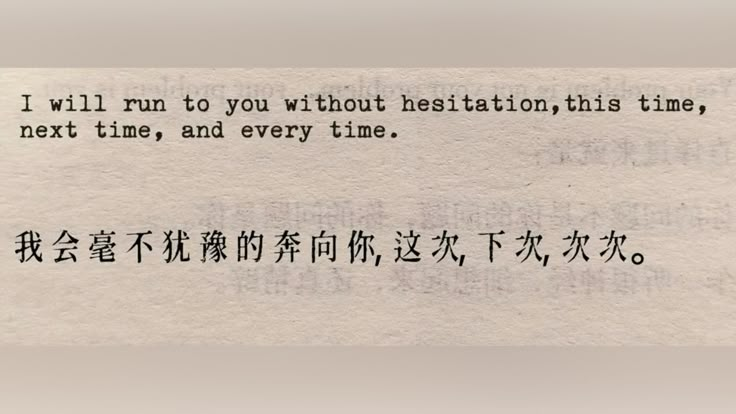 I will run to you without hesitation,this time,
next time, and every time.
我会毫不犹豫的奔向你,这次,下次,次次。